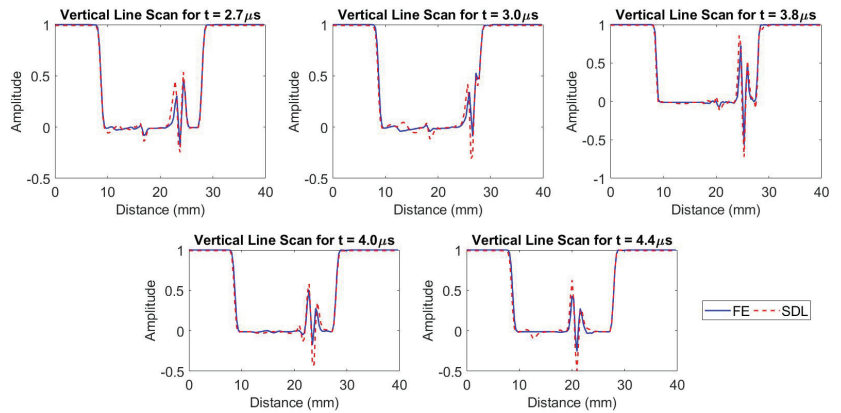 Vertical Line Scan for t = 2.7μs
1
0.5
0
-0.5
Amplitude
0 10 20 30 40
Distance (mm)
Vertical Line Scan for t = 3.0μs
1
0.5
0
-0.5
Amplitude
0 10 20 30 40
Distance (mm)
Vertical Line Scan for t = 3.8μs
1
0.5
0
-0.5
-1
Amplitude
0 10 20 30 40
Distance (mm)
Vertical Line Scan for t = 4.0μs
1
0.5
0
-0.5
Amplitude
0 10 20 30 40
Distance (mm)
Vertical Line Scan for t = 4.4μs
1
0.5
0
-0.5
Amplitude
0 10 20 30 40
Distance (mm)
FE SDL